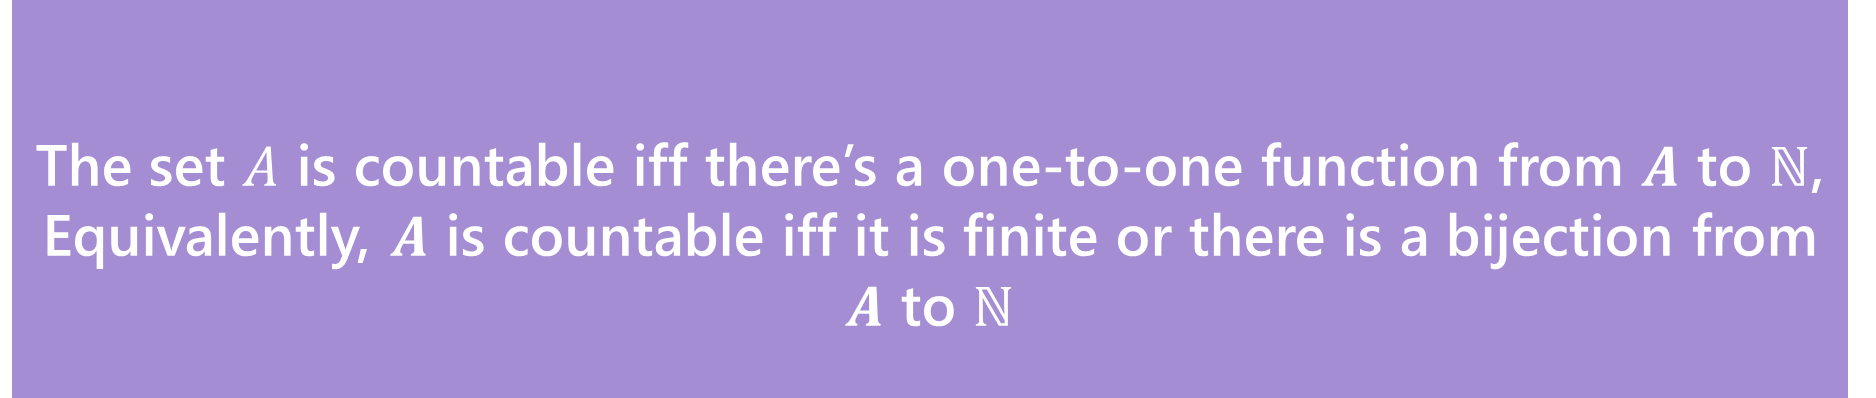 The set 𝐴 is countable iff there’s a one-to-one function from 𝑨 to ℕ,
Equivalently, 𝑨 is countable iff it is finite or there is a bijection from
𝑨 to ℕ